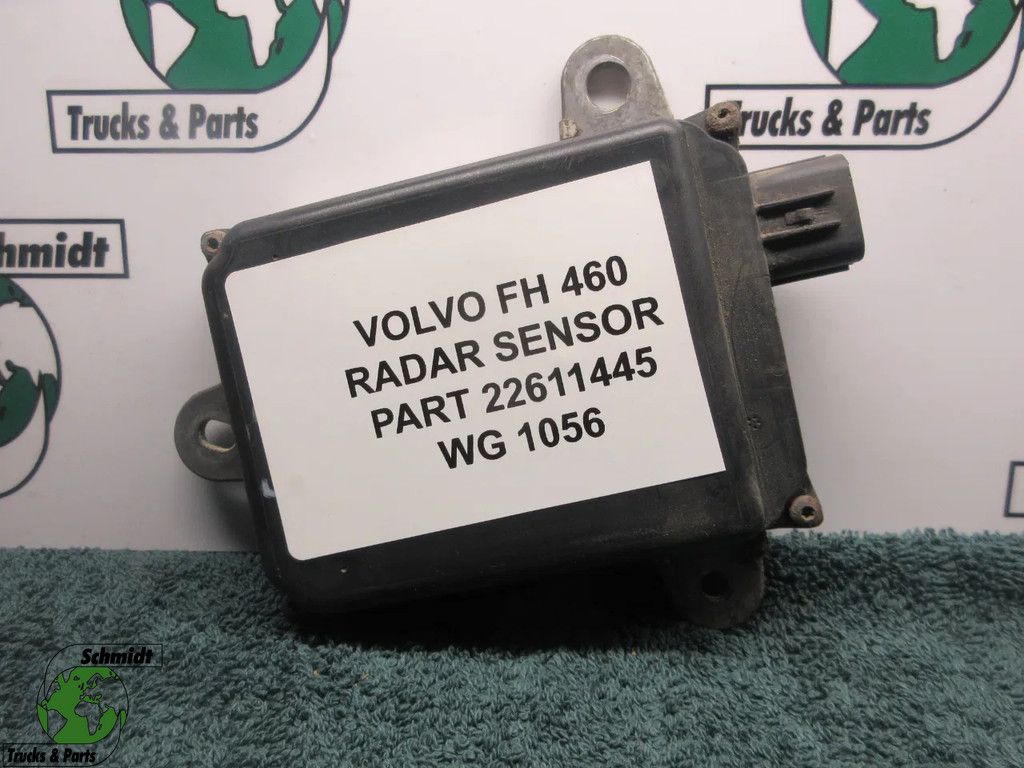 Trucks & Parts
Trucks & Parts
hmidt
VOLVO FH 460
RADAR SENSOR
PART 22611445
WG 1056
Schmidt
Trucks & Parts